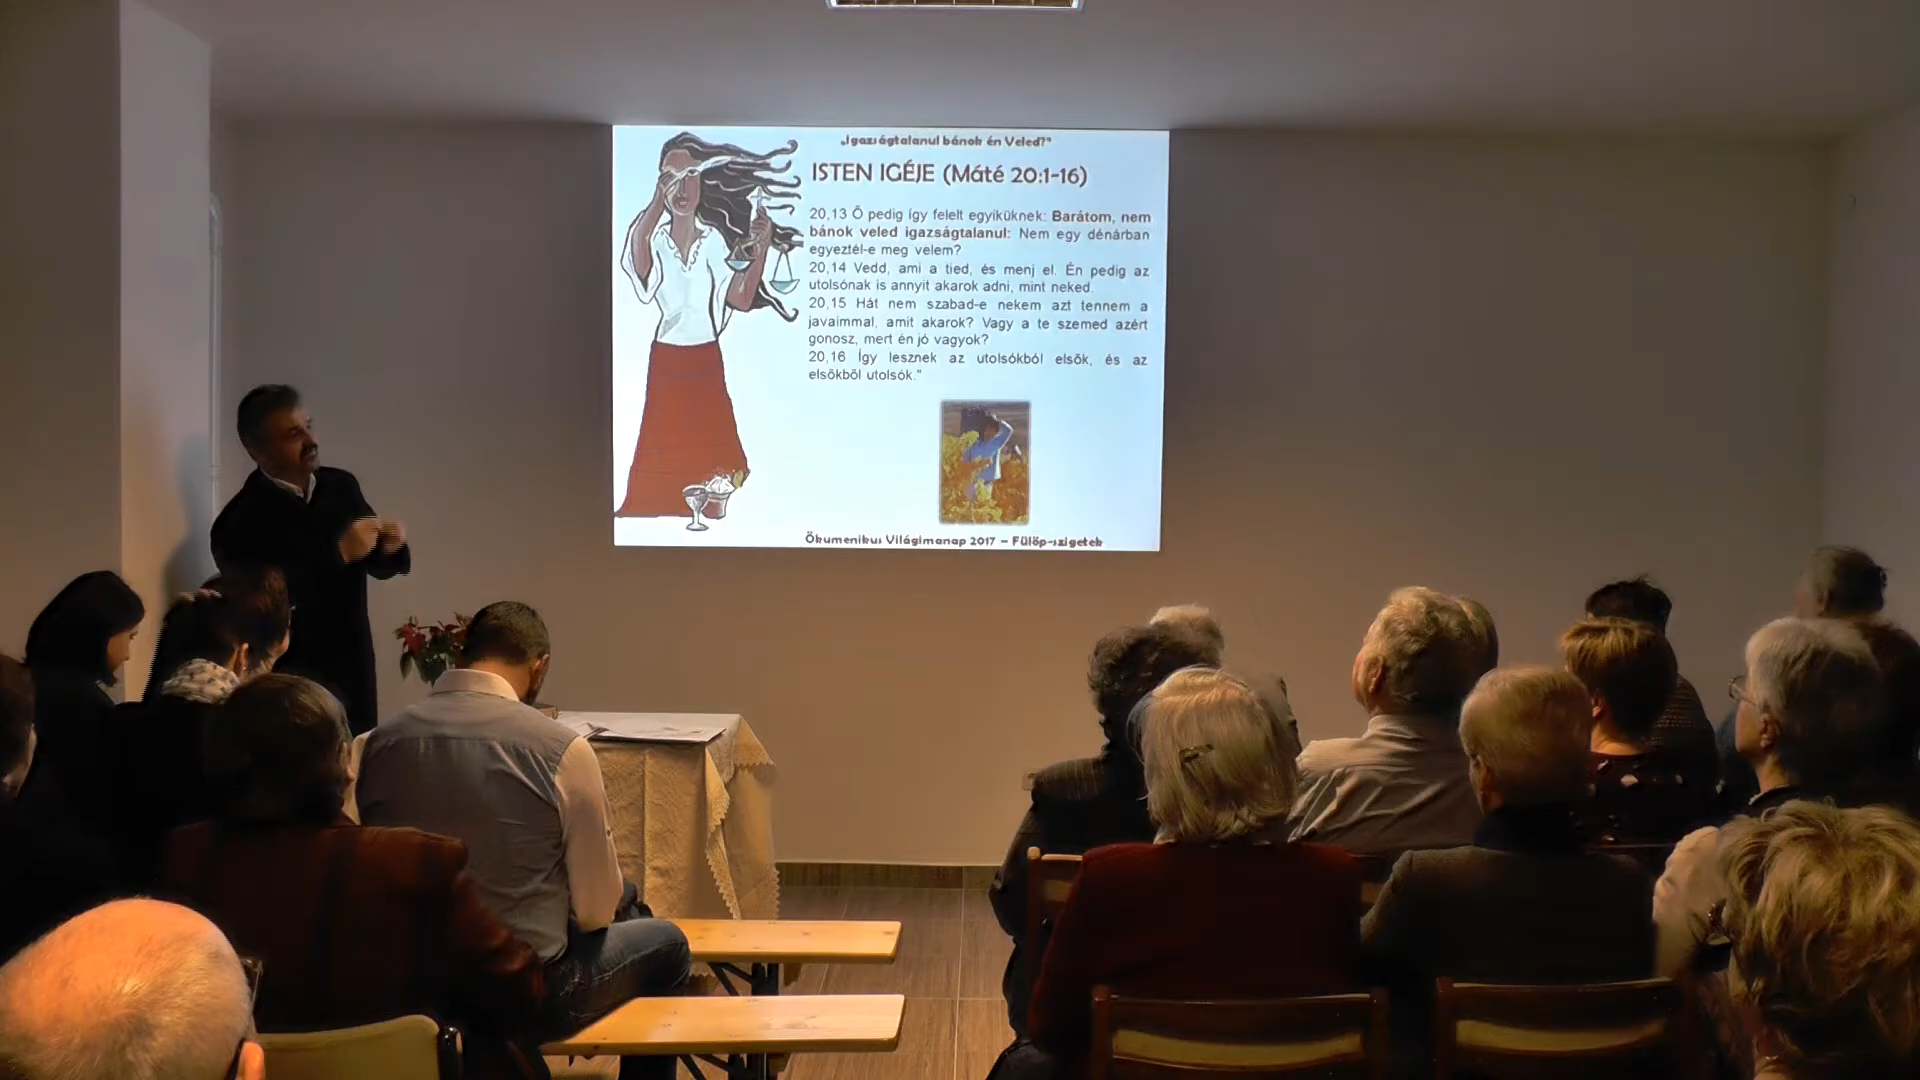 „Igazságtalanul bánok én Veled?"
ISTEN IGÉJE (Máté 20:1-16)
20,13 Ő pedig így felelt egyiküknek: Barátom, nem
bánok veled igazságtalanul: Nem egy dénárban
egyeztél-e meg velem?
20,14 Vedd, ami a tied, és menj el. Én pedig az
utolsónak is annyit akarok adni, mint neked.
20,15 Hát nem szabad-e nekem azt tennem a
javaimmal, amit akarok? Vagy a te szemed azért
gonosz, mert én jó vagyok?
20,16 Így lesznek az utolsókból elsők, és az
elsőkből utolsók."
Ökumenikus Világimanap 2017 – Fülöp-szigetek